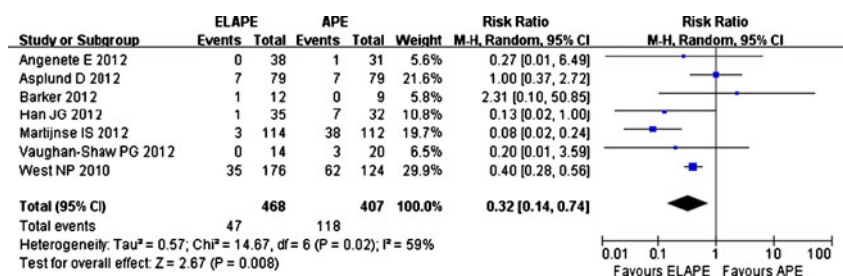 ELAPE APE Risk Ratio Risk Ratio
Study or Subgroup Events Total Events Total Weight M-H, Random, 95% CI M-H, Random, 95% CI
Angenete E 2012 0 38 1 31 5.6% 0.27 [0.01, 6.49]
Asplund D 2012 7 79 7 79 21.6% 1.00 [0.37, 2.72]
Barker 2012 1 12 0 9 5.8% 2.31 [0.10, 50.85]
Han JG 2012 1 35 7 32 10.8% 0.13 [0.02, 1.00]
Martijnse IS 2012 3 114 38 112 19.7% 0.08 [0.02, 0.24]
Vaughan-Shaw PG 2012 0 14 3 20 6.5% 0.20 [0.01, 3.59]
West NP 2010 35 176 62 124 29.9% 0.40 [0.28, 0.56]
Total (95% CI) 468 407 100.0% 0.32 [0.14, 0.74]
Total events 47 118
Heterogeneity: Tau² = 0.57; Chi² = 14.67, df = 6 (P = 0.02); I² = 59%
Test for overall effect: Z = 2.67 (P = 0.008)
0.01 0.1 1 10 100
Favours ELAPE Favours APE